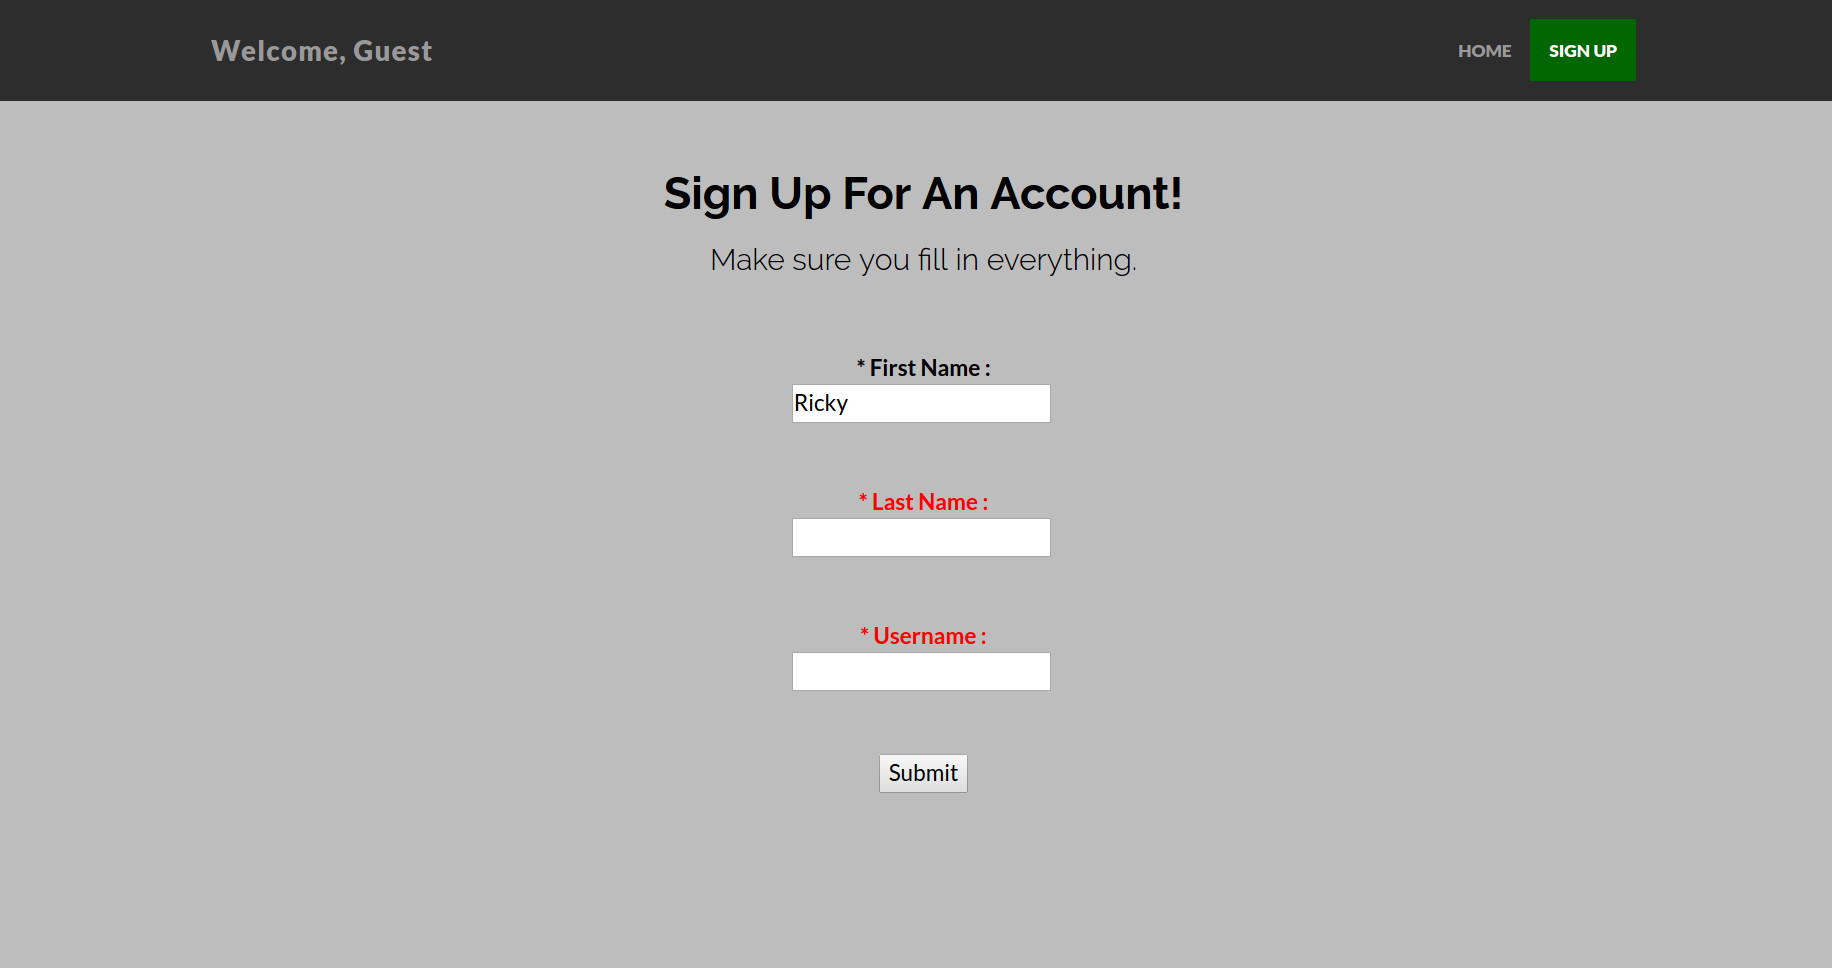 Welcome, Guest
HOME
SIGN UP
Sign Up For An Account!
Make sure you fill in everything.
* First Name :
Ricky
* Last Name :
* Username :
Submit